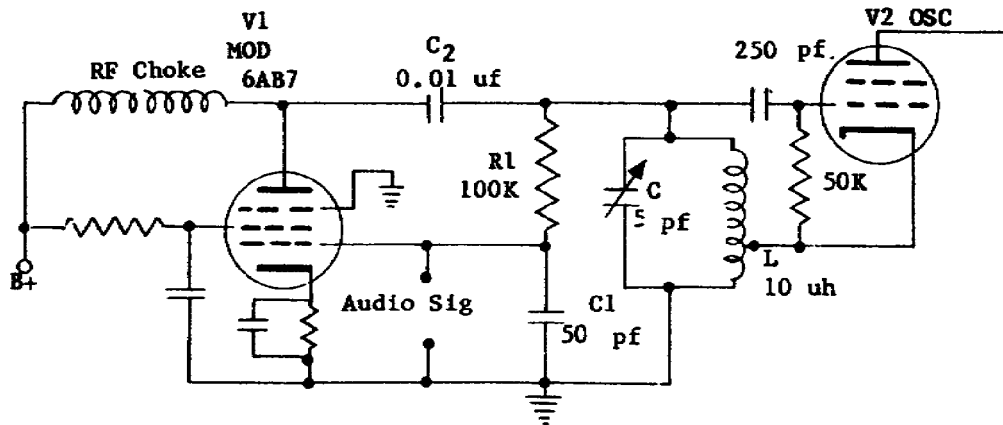 V1
MOD
6AB7
RF Choke
C2
0.01 uf
V2 OSC
250 pf.
R1
100K
C
5 pf
50K
L
10 uh
B+
Audio Sig
C1
50 pf